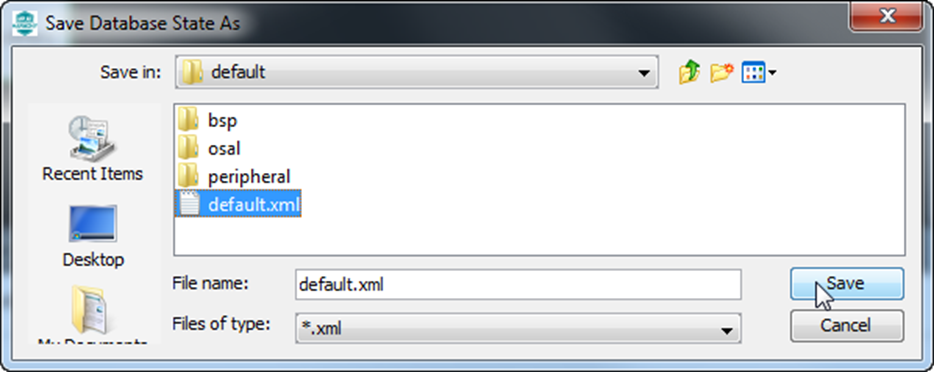 Save Database State As
Save in: default
bsp
osal
peripheral
default.xml
Recent Items
Desktop
My Documents
File name: default.xml
Save
Files of type: *.xml
Cancel